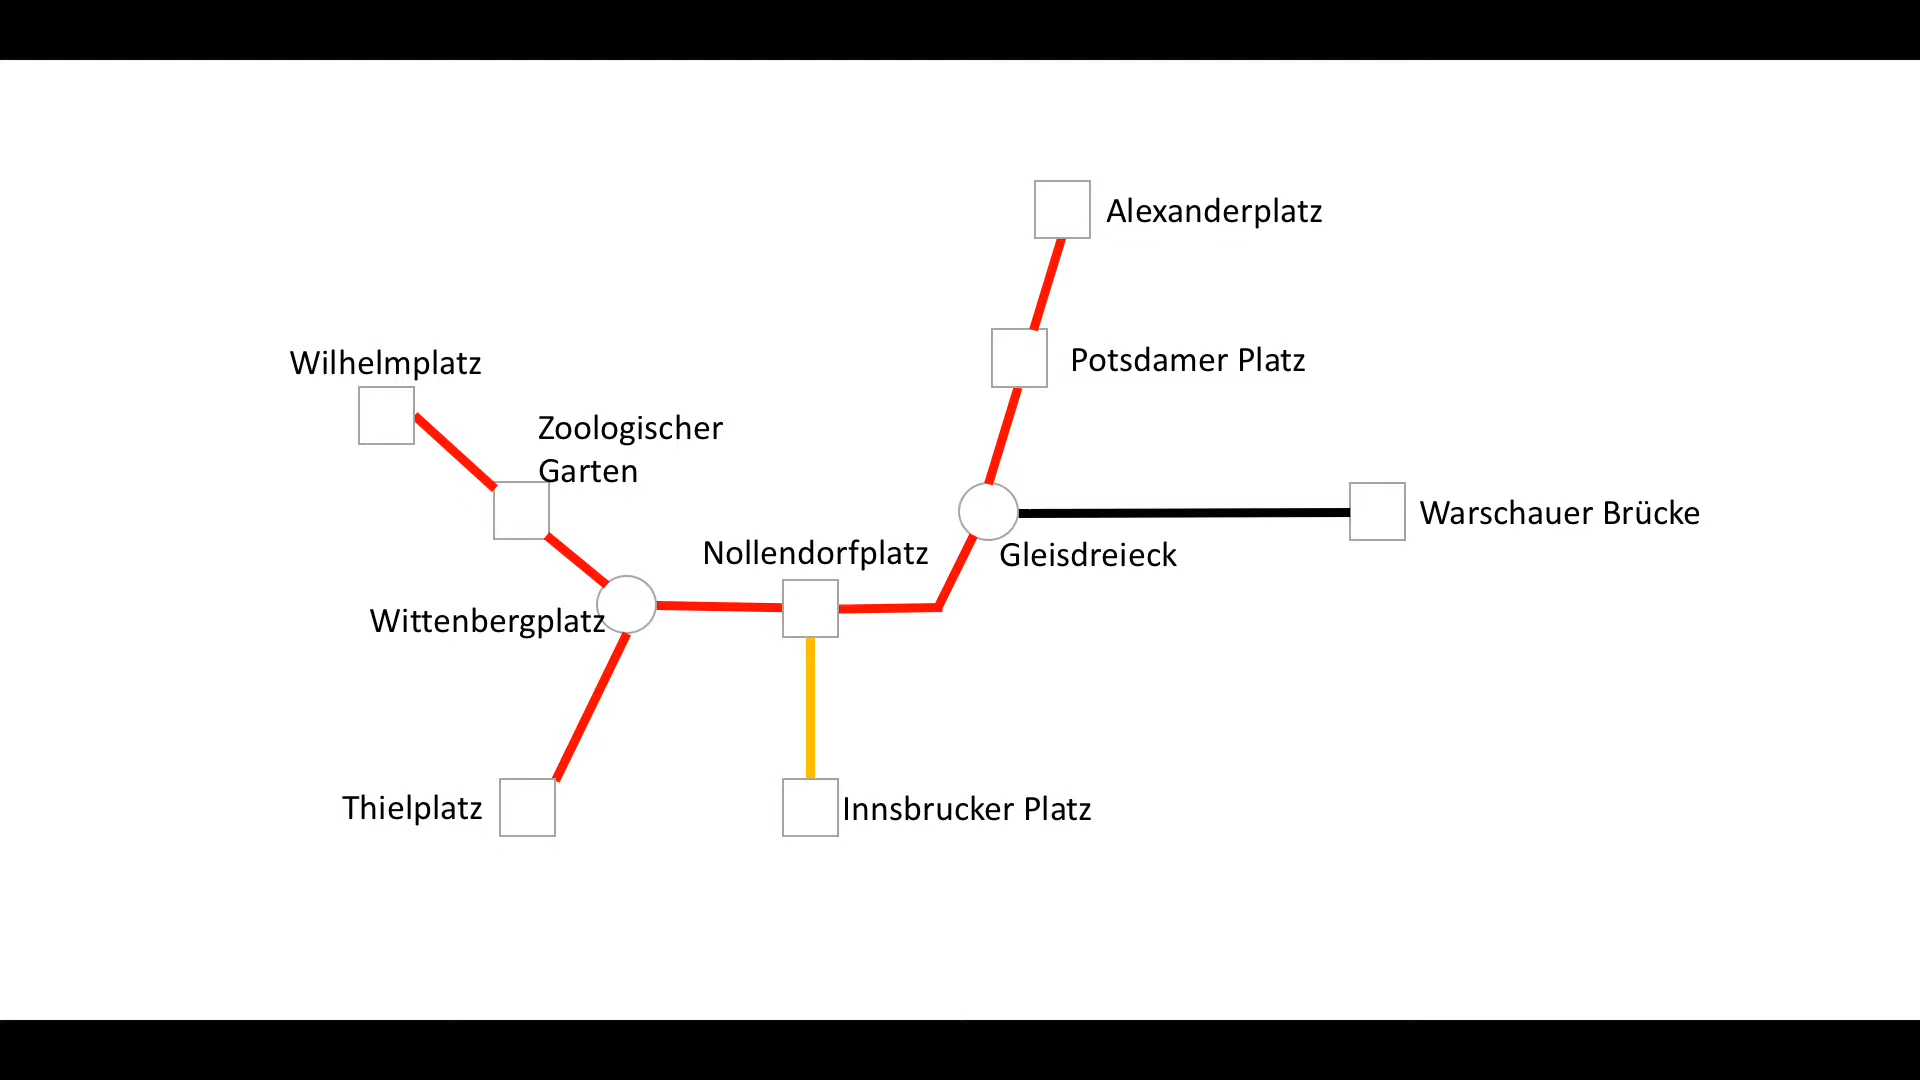 Alexanderplatz
Potsdamer Platz
Wilhelmplatz
Zoologischer
Garten
Warschauer Brücke
Nollendorfplatz
Gleisdreieck
Wittenbergplatz
Thielplatz
Innsbrucker Platz